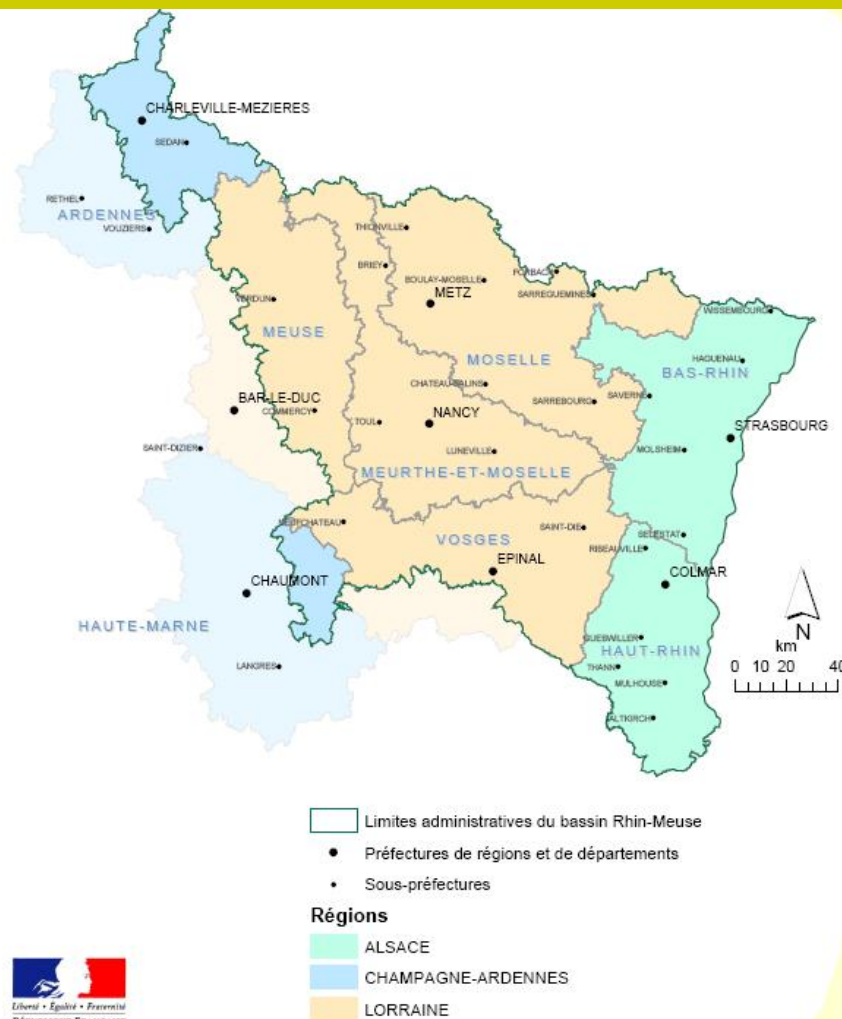 CHARLEVILLE-MEZIERES
SEDAN
RETHEL
ARDENNES
VOUZIERS
THIONVILLE
BRIEY
BOULAY-MOSELLE
FORBACH
METZ
SARREGUEMINES
WISSEMBOURG
VERDUN
MEUSE
MOSELLE
HAGUENAU
BAS-RHIN
CHATEAU-SALINS
BAR-LE-DUC
COMMERCY
SARREBOURG
SAVERNE
TOUL
NANCY
STRASBOURG
SAINT-DIZIER
LUNEVILLE
MOLSHEIM
MEURTHE-ET-MOSELLE
NEUFCHATEAU
SAINT-DIE
VOSGES
SELESTAT
RIBEAUVILLE
EPINAL
COLMAR
CHAUMONT
HAUTE-MARNE
GUEBWILLER
HAUT-RHIN
N
km
LANGRES
THANN
0 10 20 40
MULHOUSE
ALTKIRCH
Limites administratives du bassin Rhin-Meuse
Préfectures de régions et de départements
Sous-préfectures
Régions
ALSACE
CHAMPAGNE-ARDENNES
LORRAINE
Liberté • Égalité • Fraternité